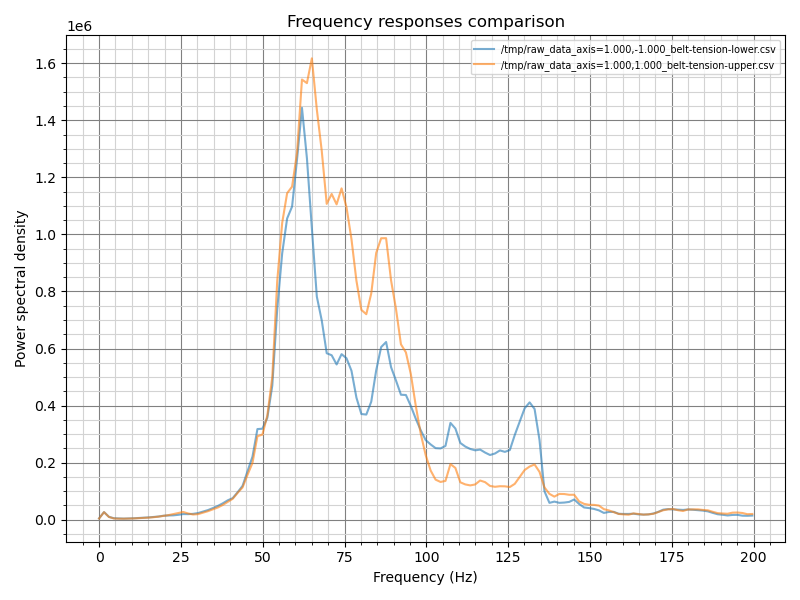 Frequency responses comparison
1e6
/tmp/raw_data_axis=1.000,-1.000_belt-tension-lower.csv
/tmp/raw_data_axis=1.000,1.000_belt-tension-upper.csv
1.6
1.4
1.2
1.0
0.8
0.6
0.4
0.2
0.0
Power spectral density
0 25 50 75 100 125 150 175 200
Frequency (Hz)